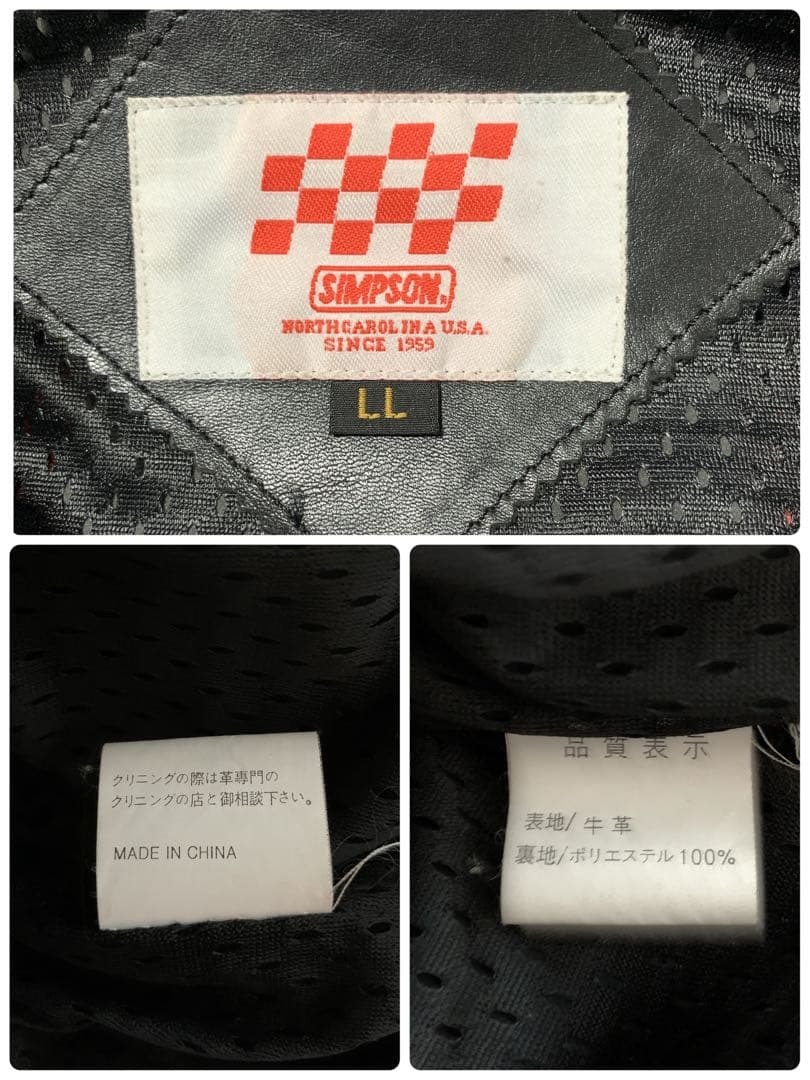 SIMPSON.
NORTH CAROLINA U.S.A.
SINCE 1959
LL
クリニングの際は革専門の
クリニングの店と御相談下さい。
MADE IN CHINA
品質表示
表地/牛革
裏地/ポリエステル100%